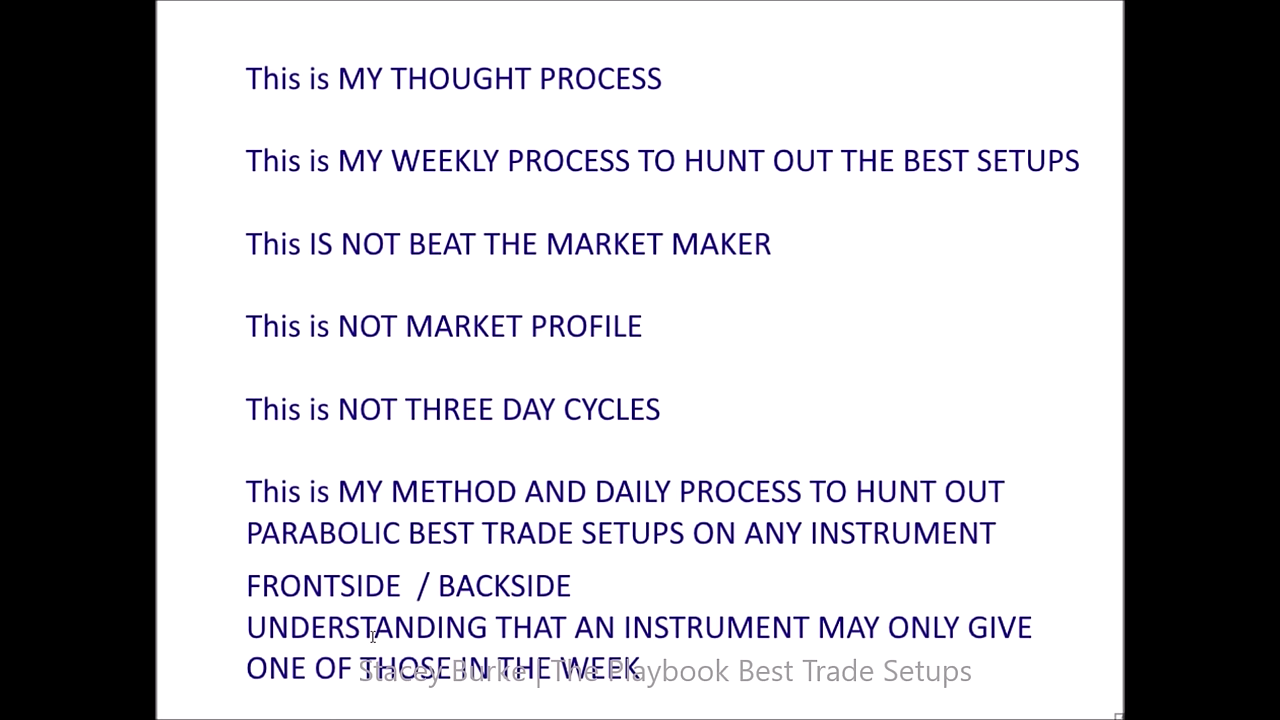 This is MY THOUGHT PROCESS
This is MY WEEKLY PROCESS TO HUNT OUT THE BEST SETUPS
This IS NOT BEAT THE MARKET MAKER
This is NOT MARKET PROFILE
This is NOT THREE DAY CYCLES
This is MY METHOD AND DAILY PROCESS TO HUNT OUT
PARABOLIC BEST TRADE SETUPS ON ANY INSTRUMENT
FRONTSIDE / BACKSIDE
UNDERSTANDING THAT AN INSTRUMENT MAY ONLY GIVE
ONE OF THOSE IN THE WEEK
Stacey Burke | The Playbook Best Trade Setups